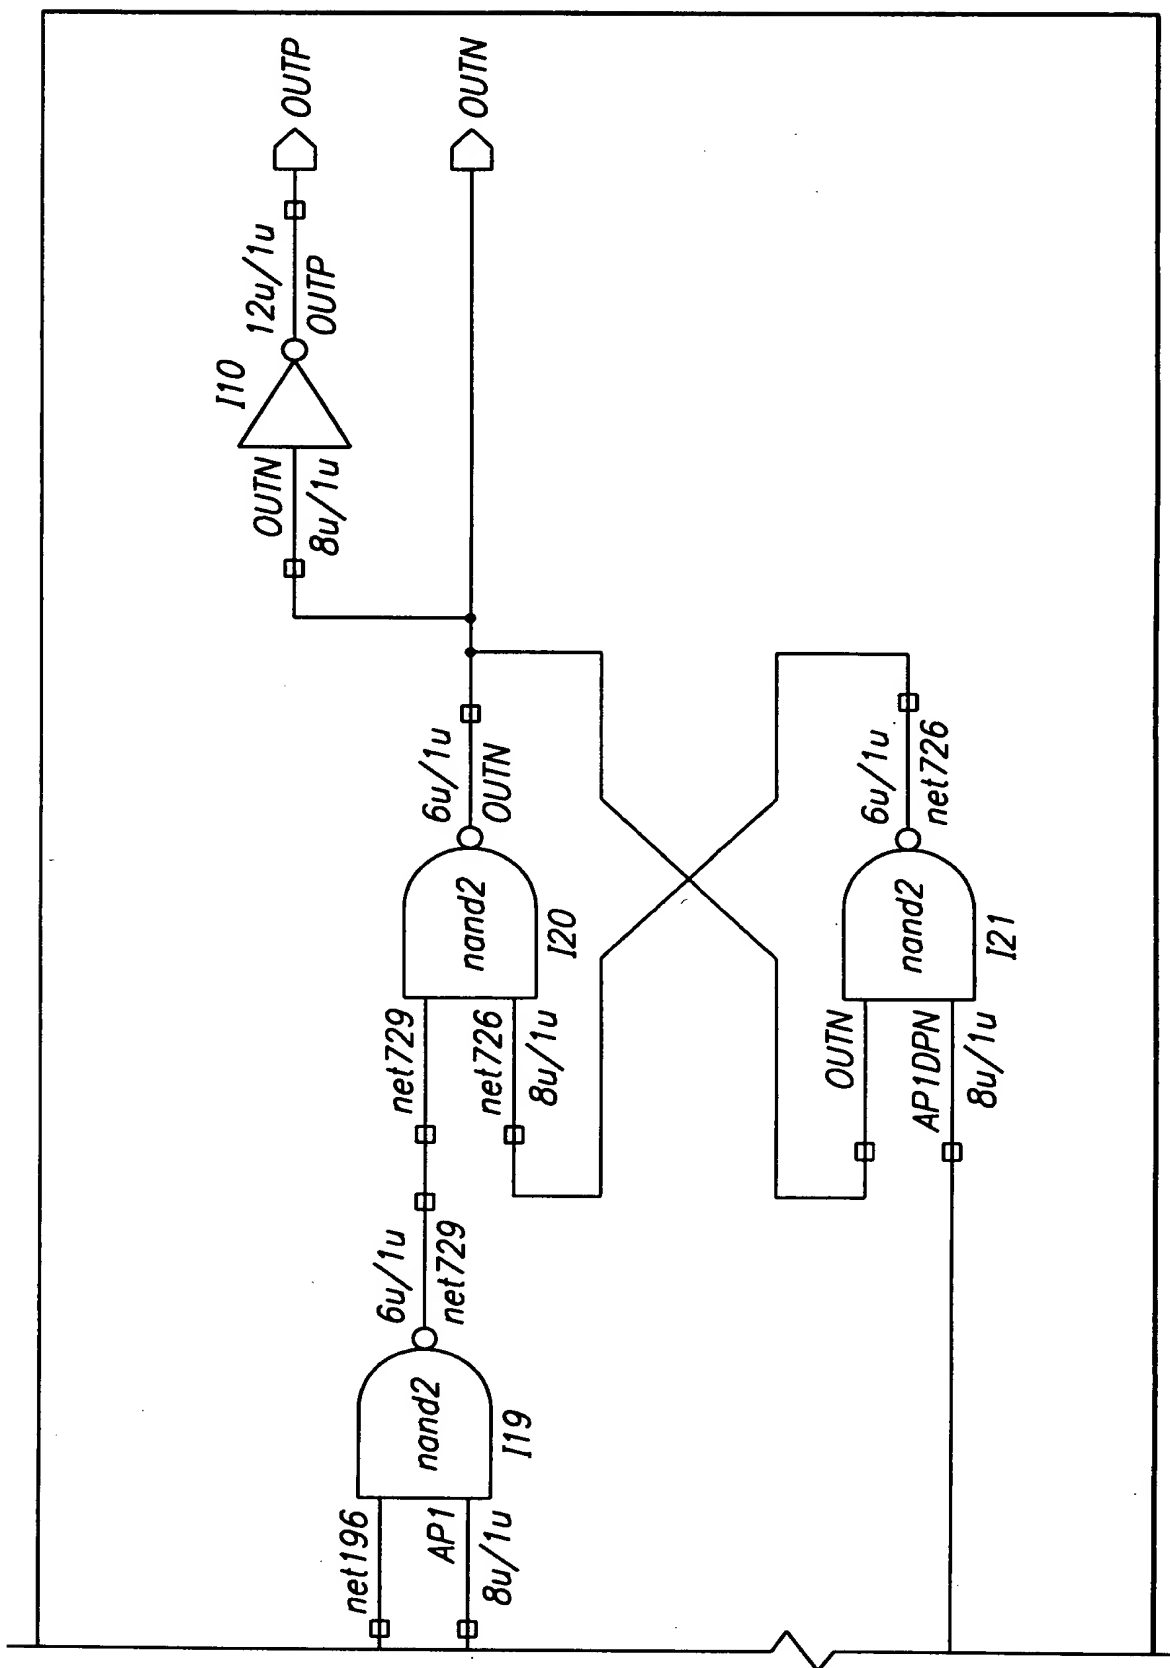 OUTP
OUTN
12u/1u
OUTP
I10
OUTN
8u/1u
6u/1u
OUTN
nand2
I20
net729
net726
8u/1u
6u/1u
net726
nand2
I21
OUTN
AP1DPN
8u/1u
6u/1u
net729
nand2
I19
net196
AP1
8u/1u